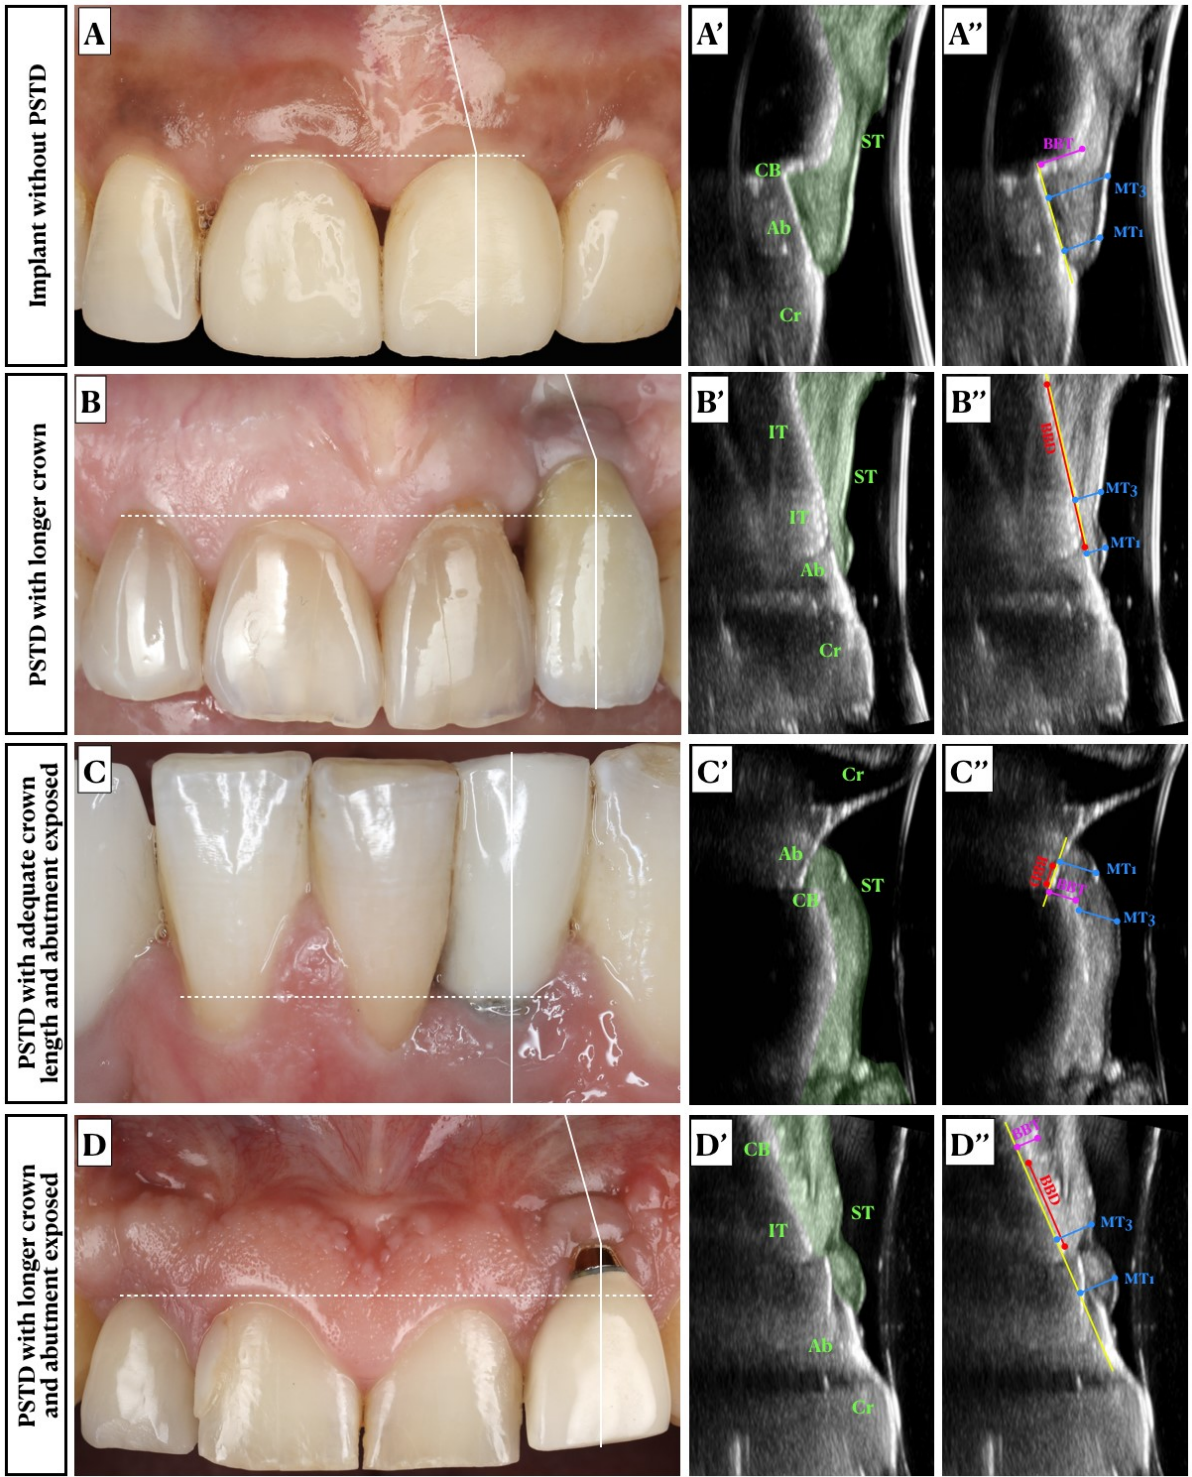 Implant without PSTD
A
A’
ST
CB
Ab
Cr
A”
BBT
MT3
MT1
PSTD with longer crown
B
B’
IT
ST
IT
Ab
Cr
B”
BBD
MT3
MT1
PSTD with adequate crown
length and abutment exposed
C
C’
Cr
Ab
ST
CB
C”
BBD
BBT
MT1
MT3
PSTD with longer crown
and abutment exposed
D
D’
CB
ST
IT
Ab
Cr
D”
BBT
BBD
MT3
MT1